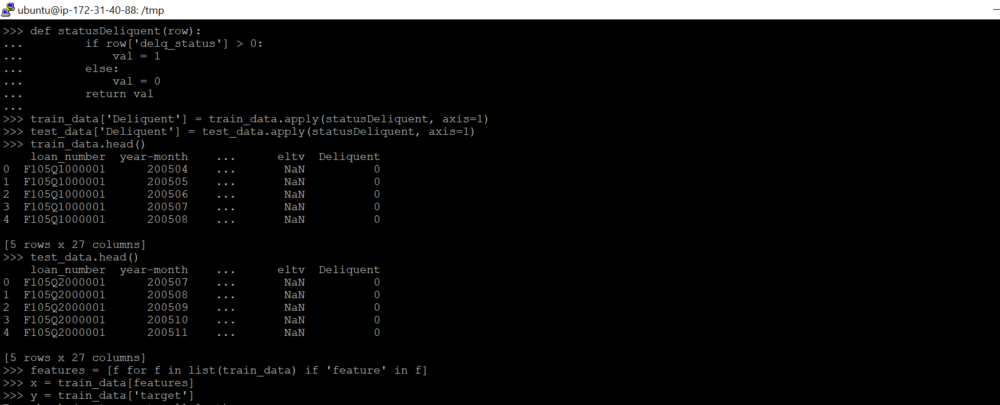 ubuntu@ip-172-31-40-88: /tmp
>>> def statusDeliquent(row):
...         if row['delq_status'] > 0:
...             val = 1
...         else:
...             val = 0
...         return val
...
>>> train_data['Deliquent'] = train_data.apply(statusDeliquent, axis=1)
>>> test_data['Deliquent'] = test_data.apply(statusDeliquent, axis=1)
>>> train_data.head()
    loan_number  year-month    ...      eltv  Deliquent
0  F105Q1000001      200504    ...       NaN          0
1  F105Q1000001      200505    ...       NaN          0
2  F105Q1000001      200506    ...       NaN          0
3  F105Q1000001      200507    ...       NaN          0
4  F105Q1000001      200508    ...       NaN          0
[5 rows x 27 columns]
>>> test_data.head()
    loan_number  year-month    ...      eltv  Deliquent
0  F105Q2000001      200507    ...       NaN          0
1  F105Q2000001      200508    ...       NaN          0
2  F105Q2000001      200509    ...       NaN          0
3  F105Q2000001      200510    ...       NaN          0
4  F105Q2000001      200511    ...       NaN          0
[5 rows x 27 columns]
>>> features = [f for f in list(train_data) if 'feature' in f]
>>> x = train_data[features]
>>> y = train_data['target']